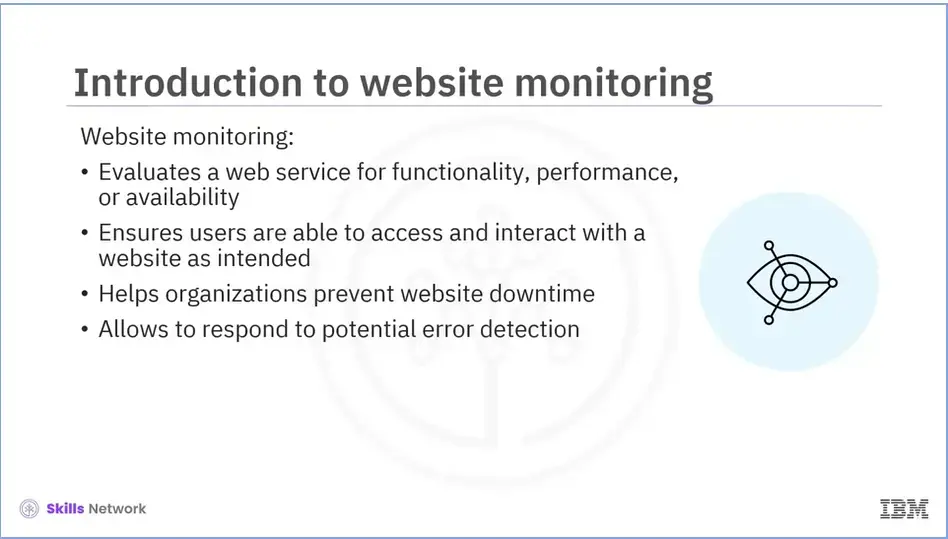 Introduction to website monitoring
Website monitoring:
• Evaluates a web service for functionality, performance,
or availability
• Ensures users are able to access and interact with a
website as intended
• Helps organizations prevent website downtime
• Allows to respond to potential error detection
Skills Network
IBM